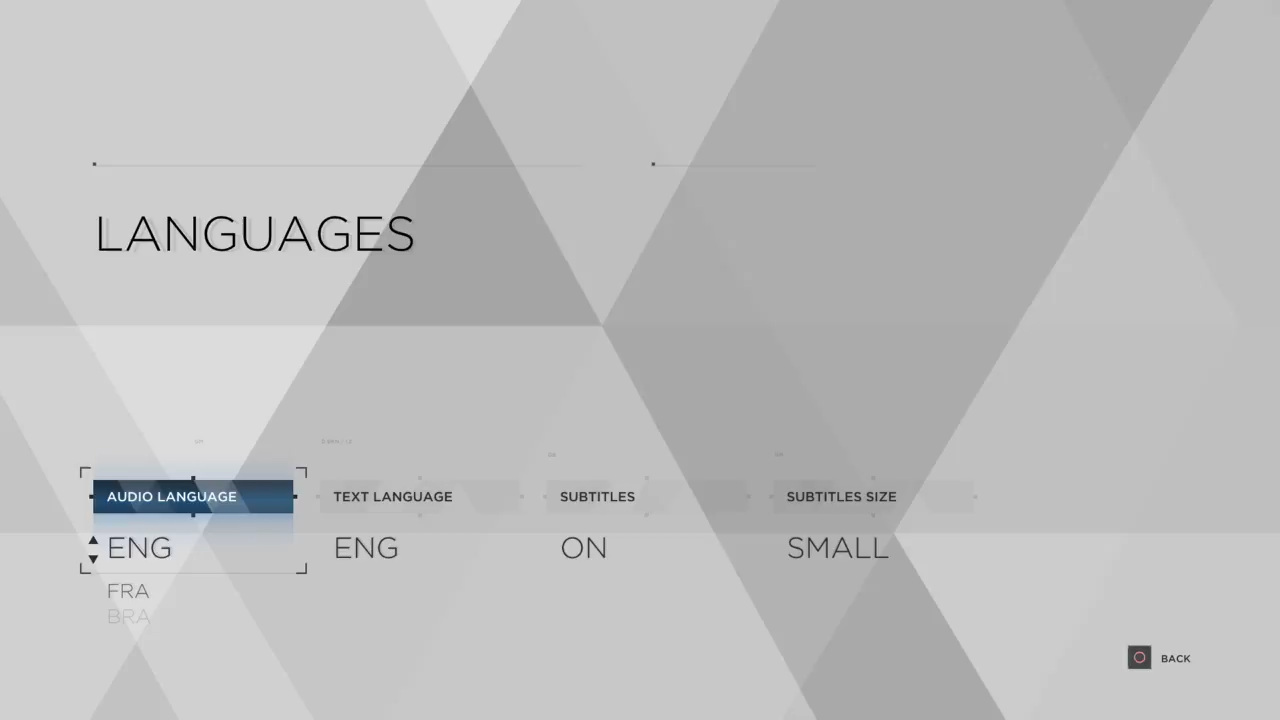 LANGUAGES
AUDIO LANGUAGE
TEXT LANGUAGE
SUBTITLES
SUBTITLES SIZE
ENG
ENG
ON
SMALL
FRA
BRA
BACK